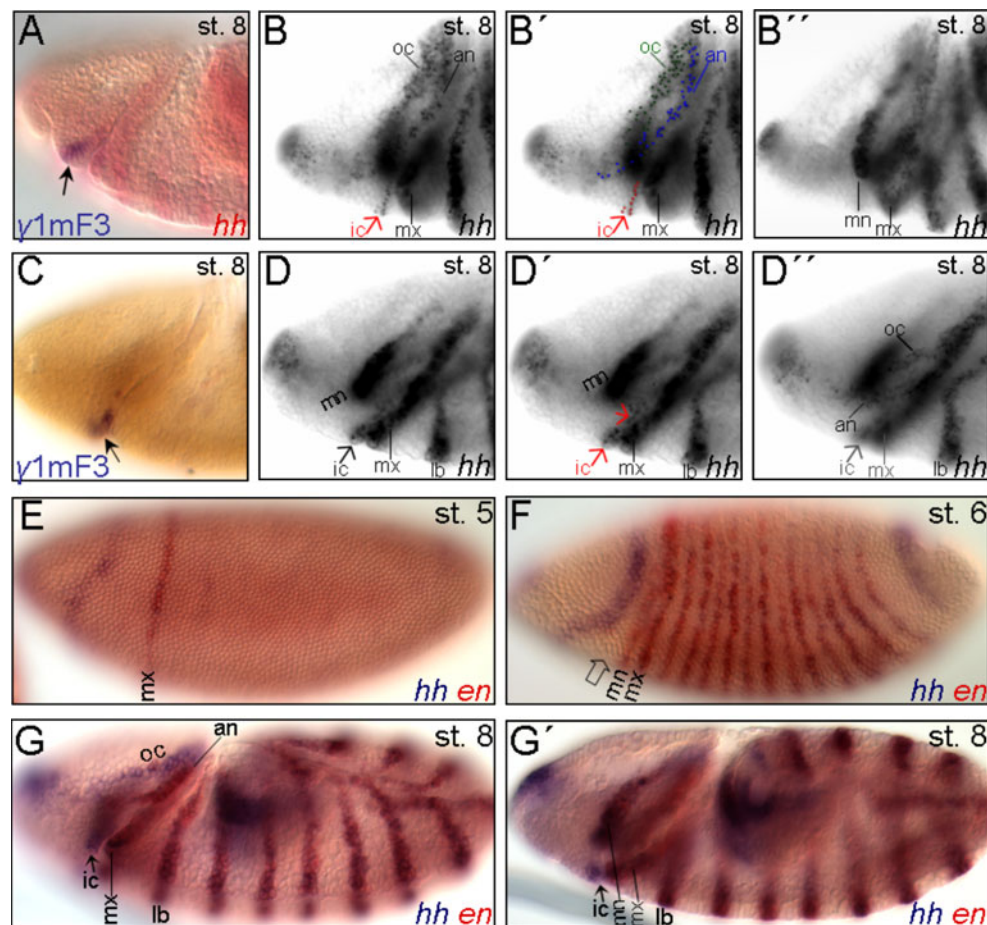 A st. 8
γ1mF3 hh
B st. 8
oc an
ic mx hh
B´ st. 8
oc an
ic mx hh
B´´ st. 8
mn mx hh
C st. 8
γ1mF3
D st. 8
mn
ic mx lb hh
D´ st. 8
mn
ic mx lb hh
D´´ st. 8
oc
an
ic mx lb hh
E st. 5
mx
hh en
F st. 6
mn
mx
hh en
G st. 8
an
oc
ic
mx
lb hh en
G´ st. 8
ic
mn
mx
lb hh en